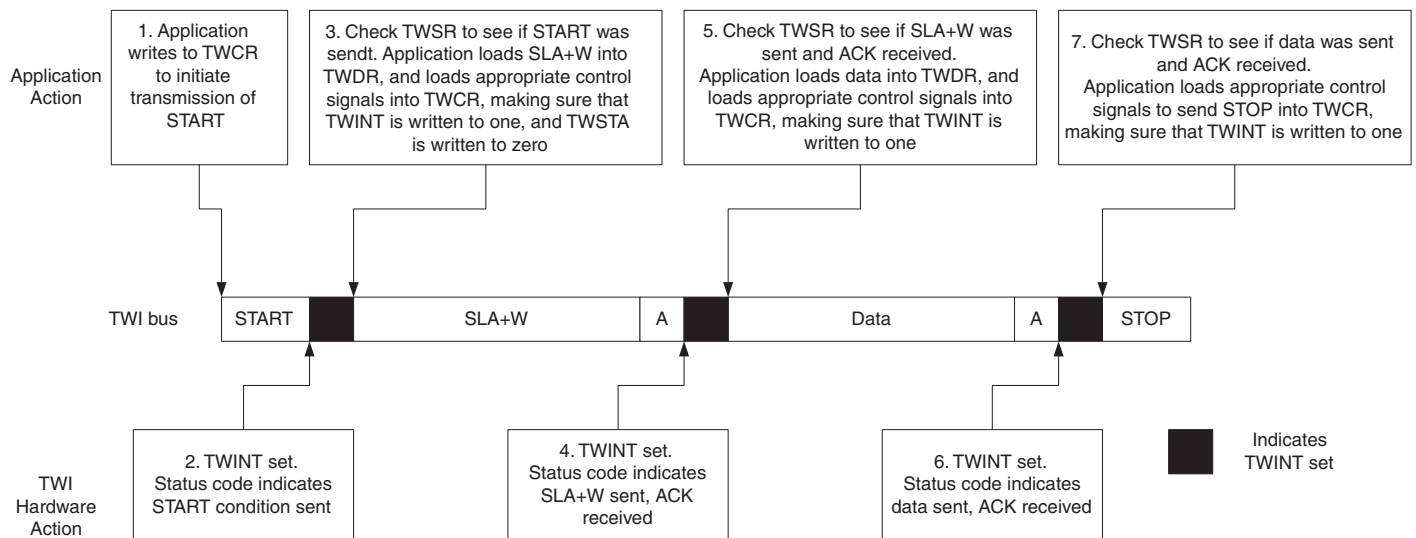 Application
Action
1. Application
writes to TWCR
to initiate
transmission of
START
3. Check TWSR to see if START was
sendt. Application loads SLA+W into
TWDR, and loads appropriate control
signals into TWCR, making sure that
TWINT is written to one, and TWSTA
is written to zero
5. Check TWSR to see if SLA+W was
sent and ACK received.
Application loads data into TWDR, and
loads appropriate control signals into
TWCR, making sure that TWINT is
written to one
7. Check TWSR to see if data was sent
and ACK received.
Application loads appropriate control
signals to send STOP into TWCR,
making sure that TWINT is written to one
TWI bus
START
SLA+W
A
Data
A
STOP
TWI
Hardware
Action
2. TWINT set.
Status code indicates
START condition sent
4. TWINT set.
Status code indicates
SLA+W sent, ACK
received
6. TWINT set.
Status code indicates
data sent, ACK received
Indicates
TWINT set